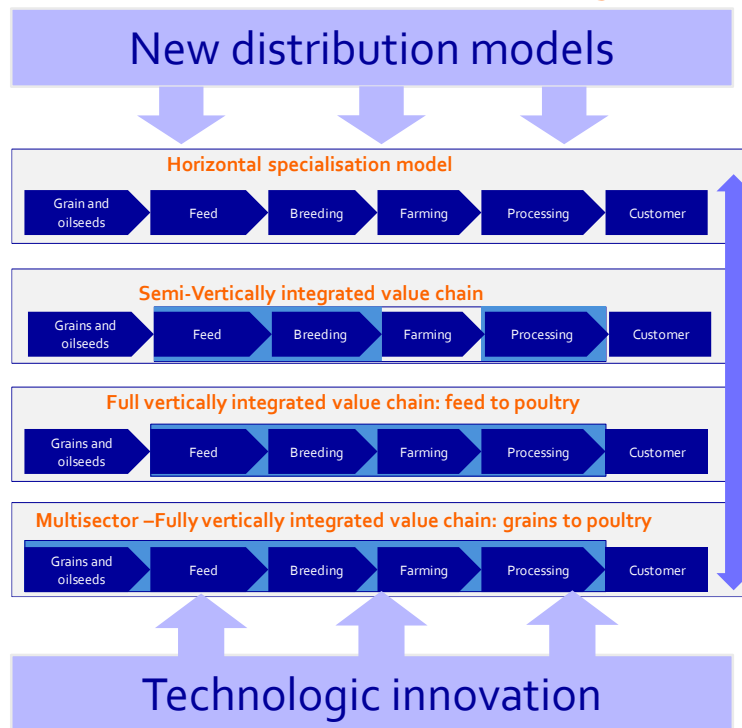 New distribution models
Horizontal specialisation model
Grain and
oilseeds
Feed
Breeding
Farming
Processing
Customer
Semi-Vertically integrated value chain
Grains and
oilseeds
Feed
Breeding
Farming
Processing
Customer
Full vertically integrated value chain: feed to poultry
Grains and
oilseeds
Feed
Breeding
Farming
Processing
Customer
Multisector –Fully vertically integrated value chain: grains to poultry
Grains and
oilseeds
Feed
Breeding
Farming
Processing
Customer
Technologic innovation